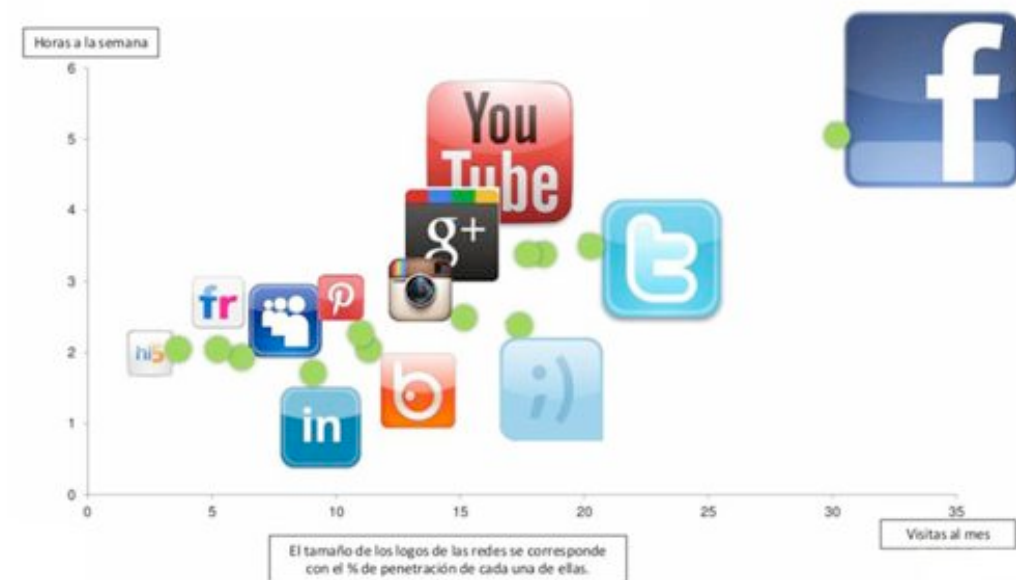 Horas a la semana
6
5
4
3
2
1
0
You
Tube
g+
f
t
fr
hi5
in
b
;)
0
5
10
15
20
25
30
35
Visitas al mes
El tamaño de los logos de las redes se corresponde
con el % de penetración de cada una de ellas.